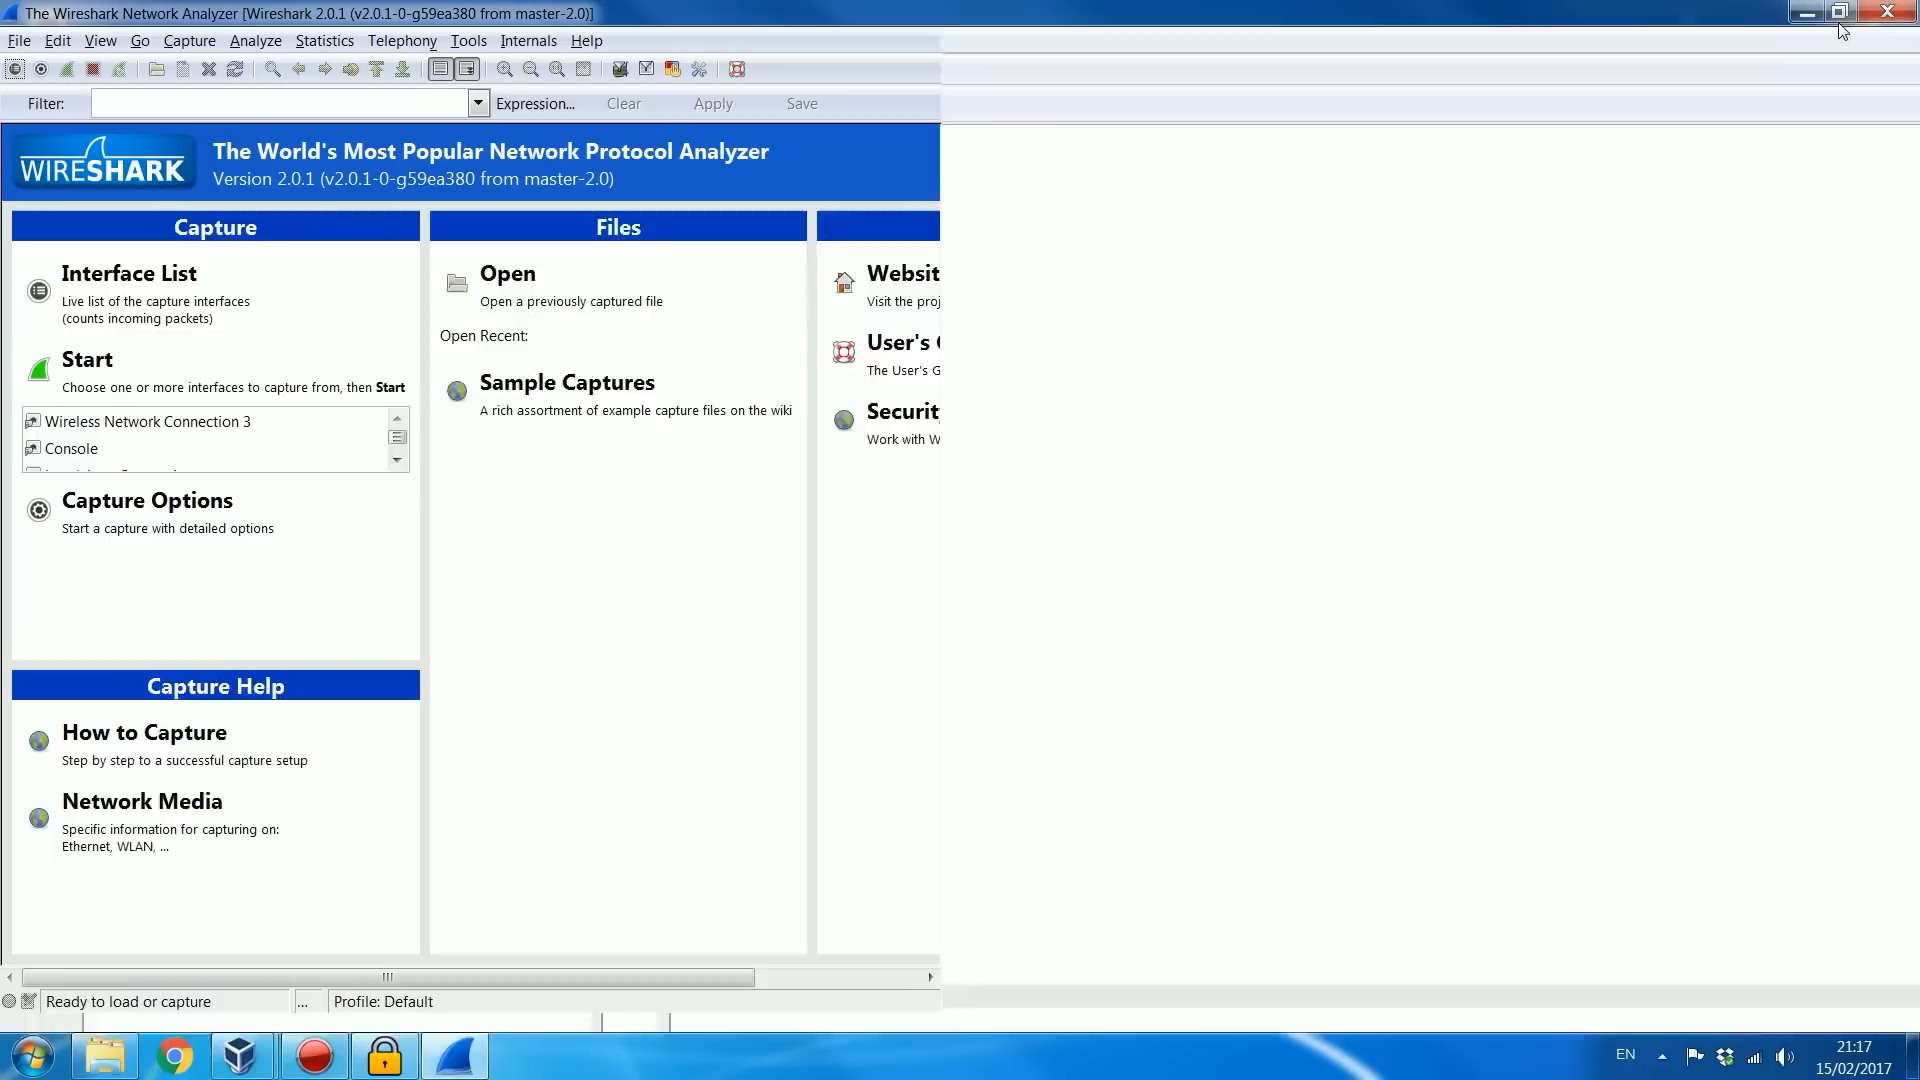 The Wireshark Network Analyzer [Wireshark 2.0.1 (v2.0.1-0-g59ea380 from master-2.0)]
File Edit View Go Capture Analyze Statistics Telephony Tools Internals Help
Filter: Expression... Clear Apply Save
WIRESHARK
The World's Most Popular Network Protocol Analyzer
Version 2.0.1 (v2.0.1-0-g59ea380 from master-2.0)
Capture
Interface List
Live list of the capture interfaces
(counts incoming packets)
Start
Choose one or more interfaces to capture from, then Start
Wireless Network Connection 3
Console
Capture Options
Start a capture with detailed options
Capture Help
How to Capture
Step by step to a successful capture setup
Network Media
Specific information for capturing on:
Ethernet, WLAN, ...
Files
Open
Open a previously captured file
Open Recent:
Sample Captures
A rich assortment of example capture files on the wiki
Websit
Visit the proj
User's
The User's G
Securit
Work with W
Ready to load or capture ... Profile: Default
EN
21:17
15/02/2017